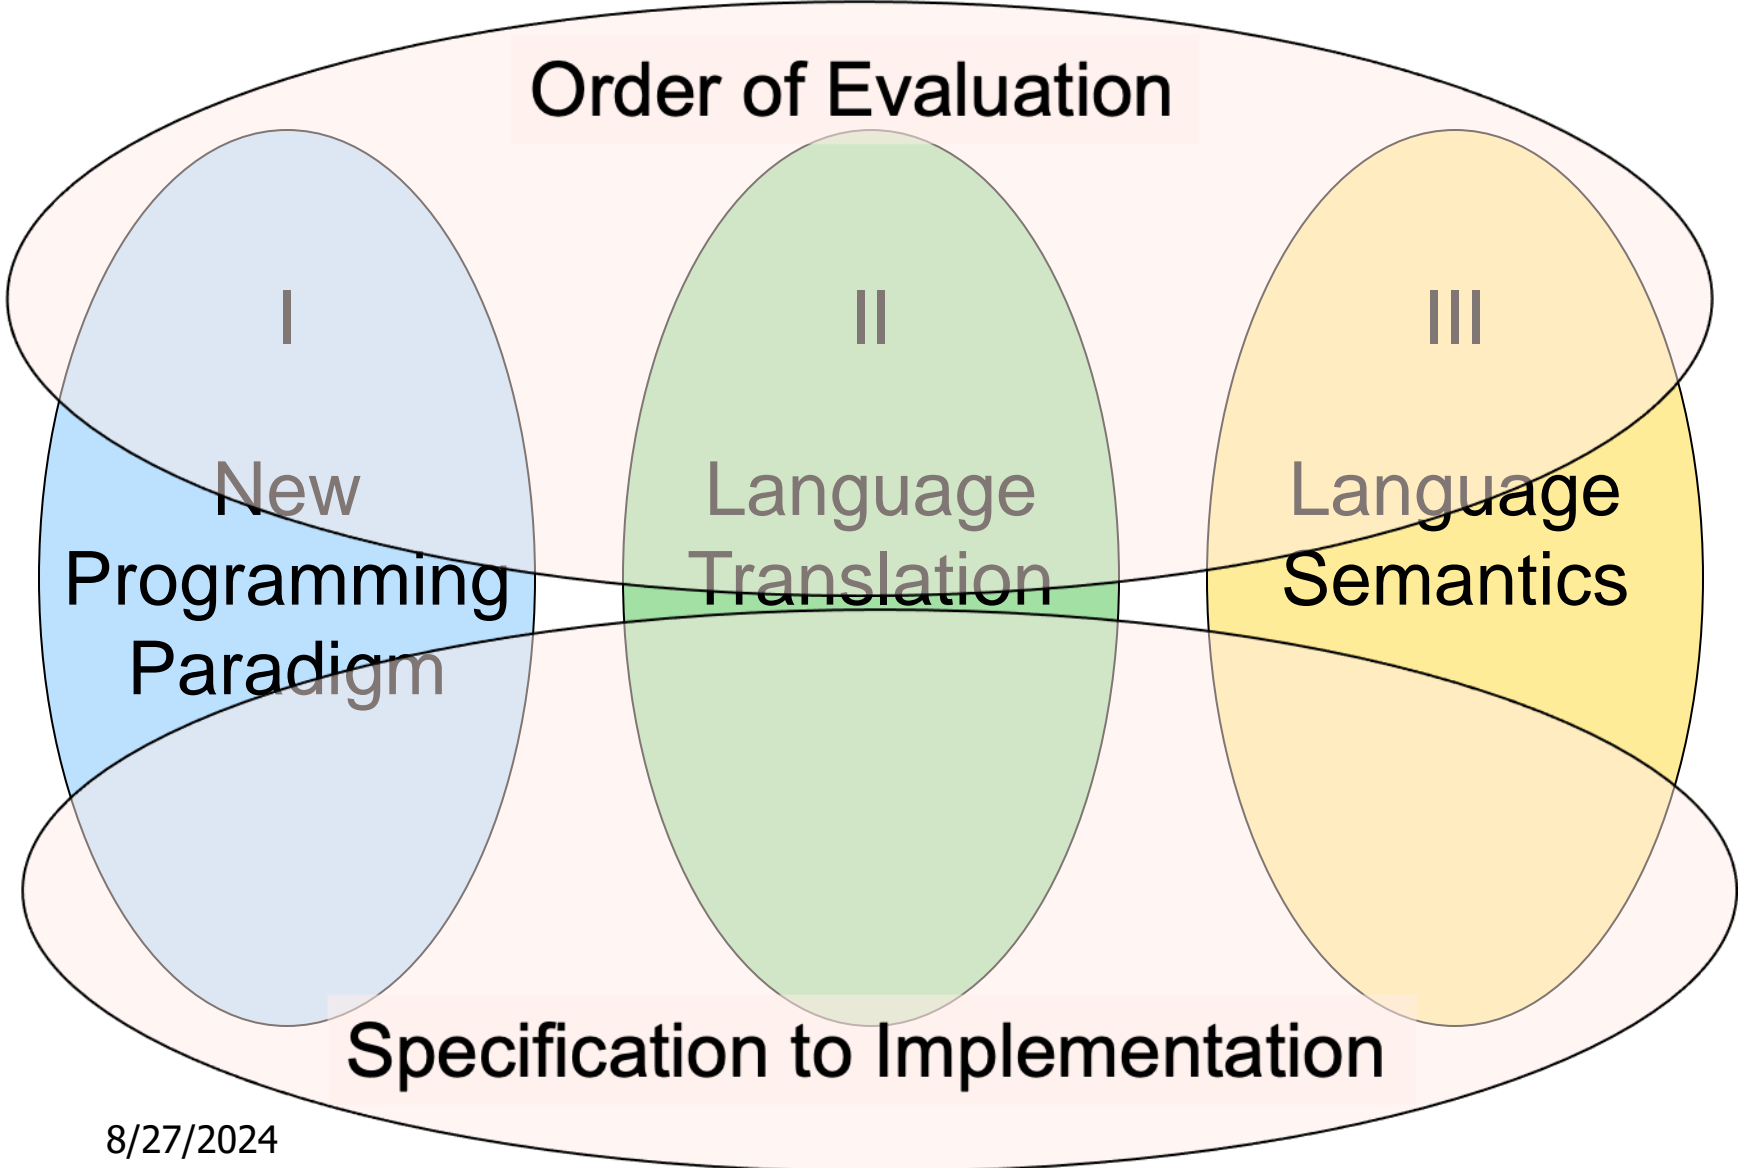 Order of Evaluation
I
New
Programming
Paradigm
II
Language
Translation
III
Language
Semantics
Specification to Implementation
8/27/2024